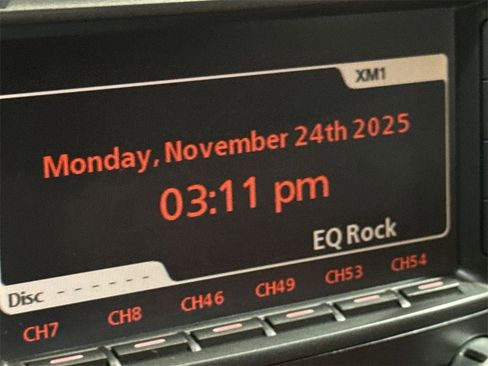 XM1
Monday, November 24th 2025
03:11 pm
EQ Rock
Disc - - - - - -
CH7 CH8 CH46 CH49 CH53 CH54